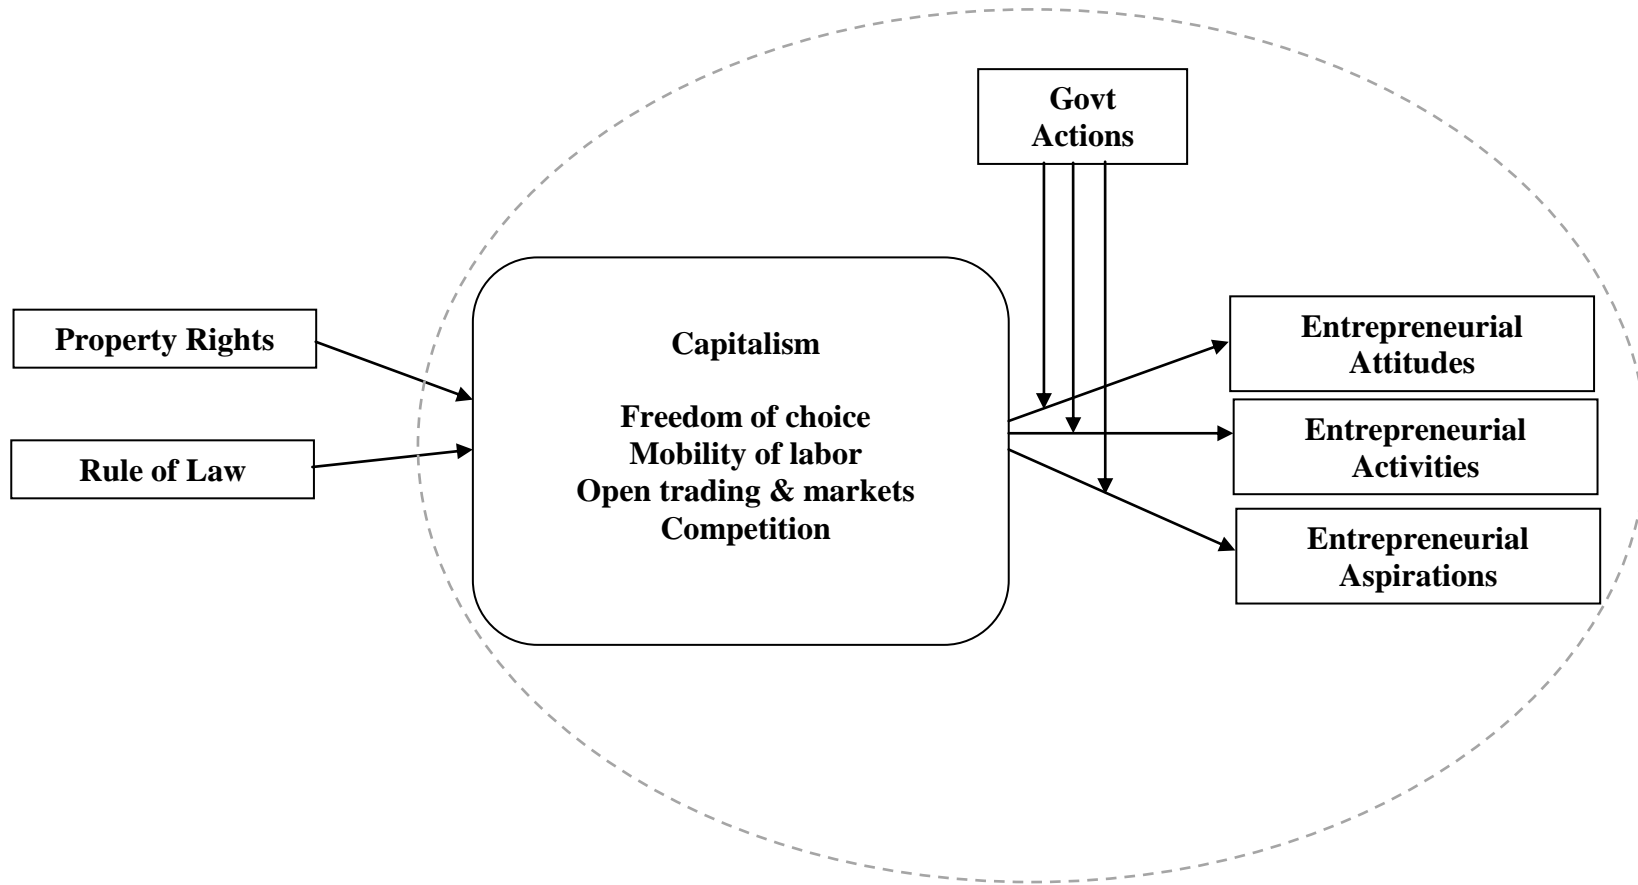 Govt
Actions
Property Rights
Rule of Law
Capitalism
Freedom of choice
Mobility of labor
Open trading & markets
Competition
Entrepreneurial
Attitudes
Entrepreneurial
Activities
Entrepreneurial
Aspirations